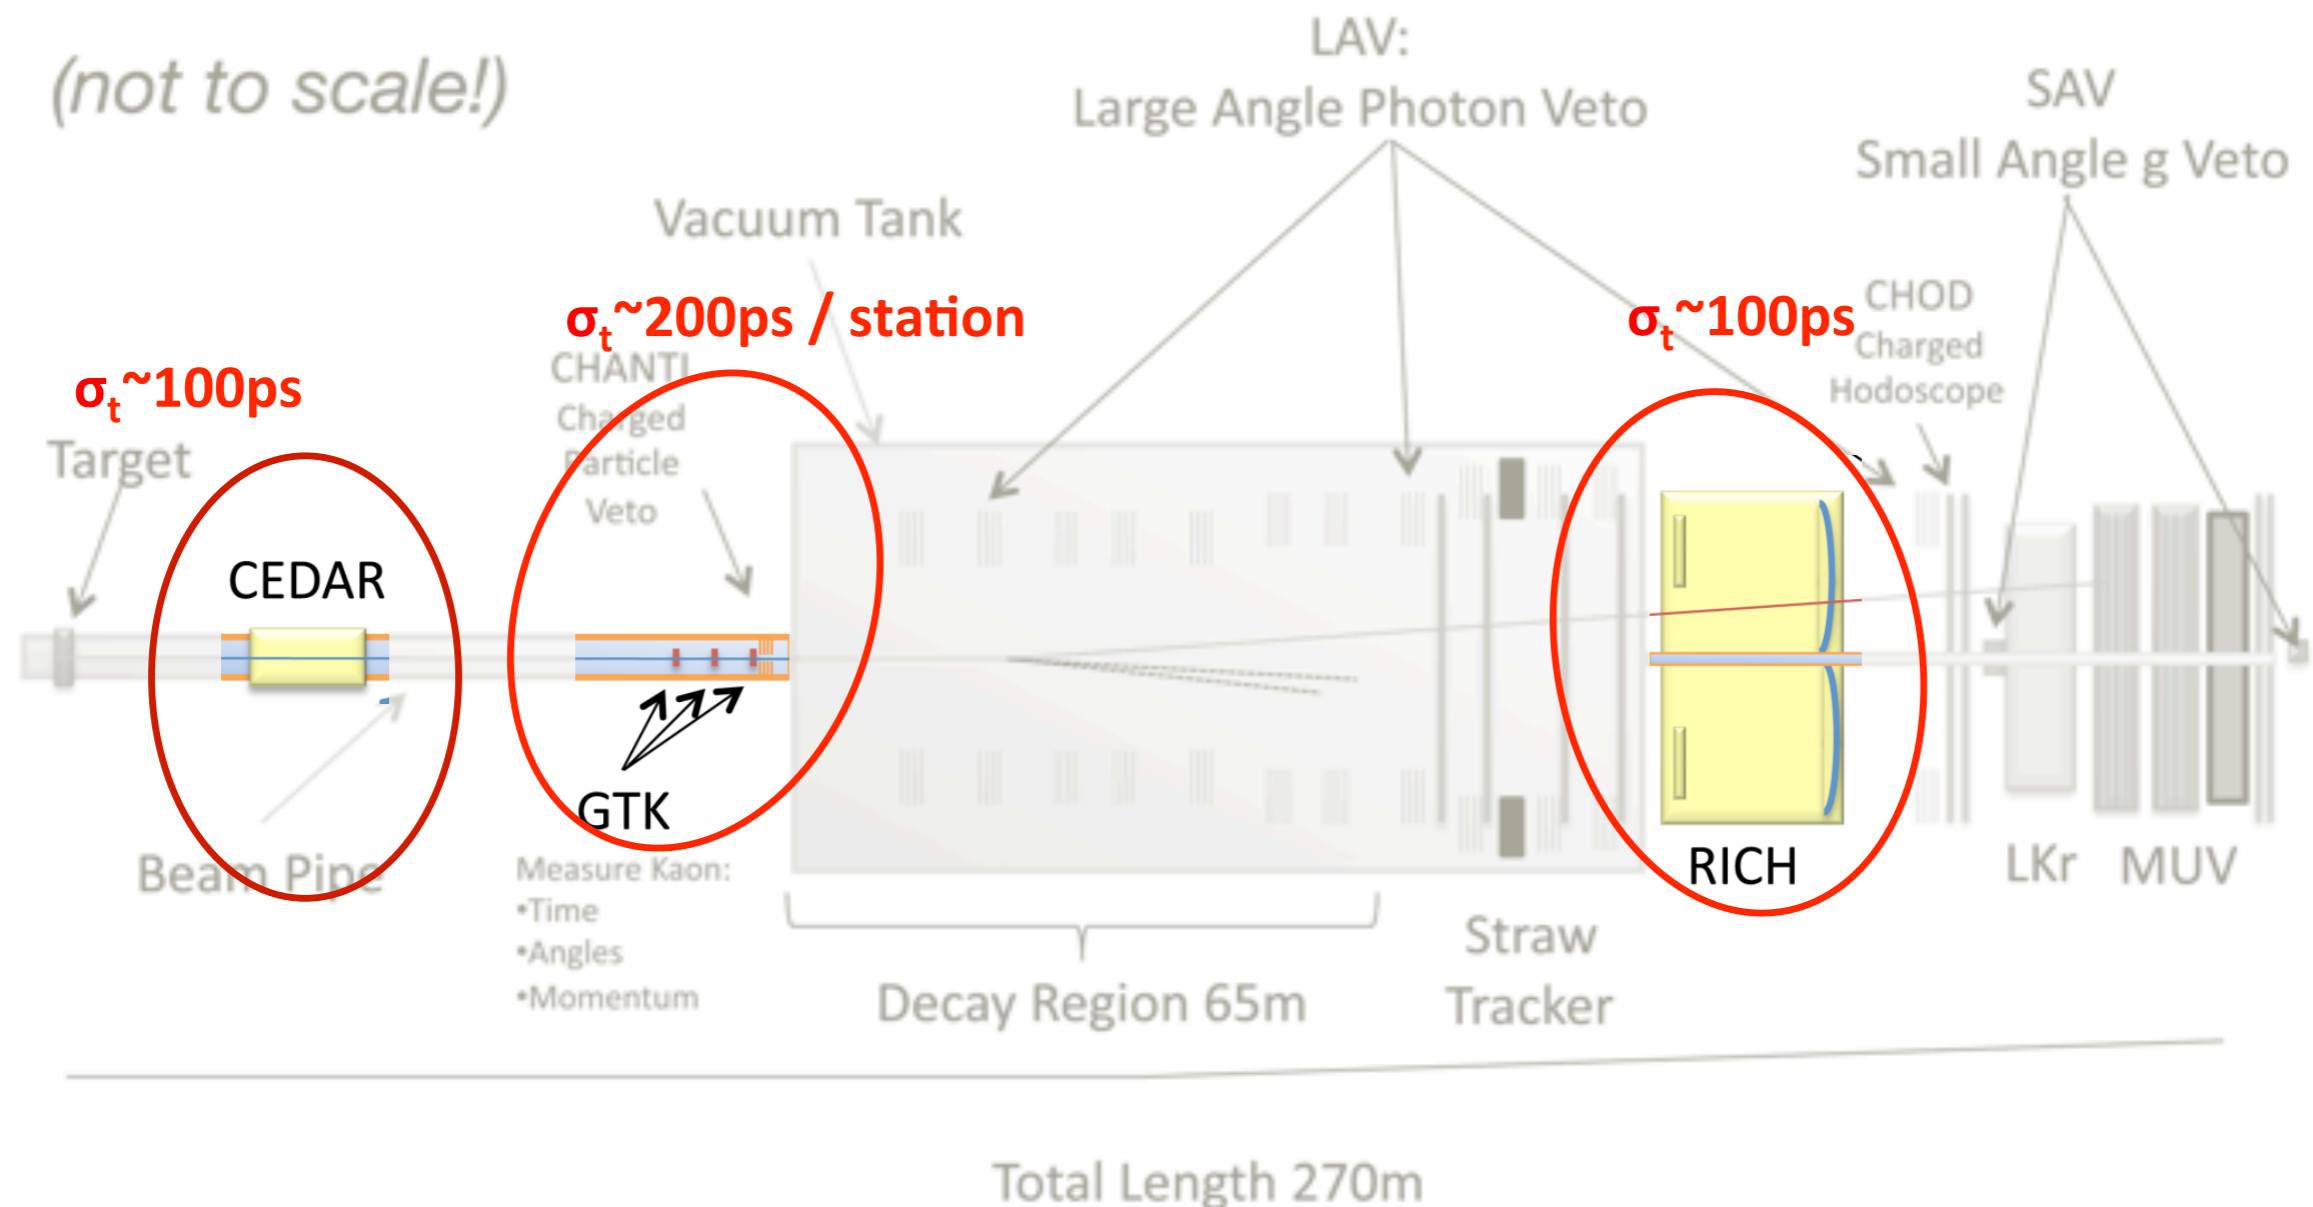 (not to scale!)
LAV:
Large Angle Photon Veto
SAV
Small Angle g Veto
Vacuum Tank
σt~200ps / station
σt~100ps
CHOD
Charged
Hodoscope
σt~100ps
CHANTI
Charged
Particle
Veto
Target
CEDAR
GTK
Beam Pipe
Measure Kaon:
•Time
•Angles
•Momentum
RICH
LKr
MUV
Straw
Tracker
Decay Region 65m
Total Length 270m